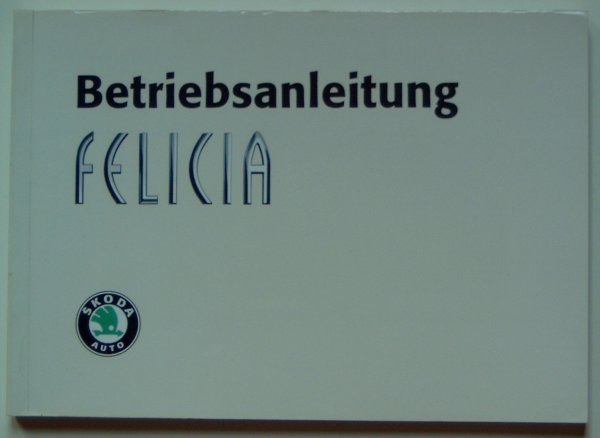 Betriebsanleitung
FELICIA
ŠKODA
AUTO